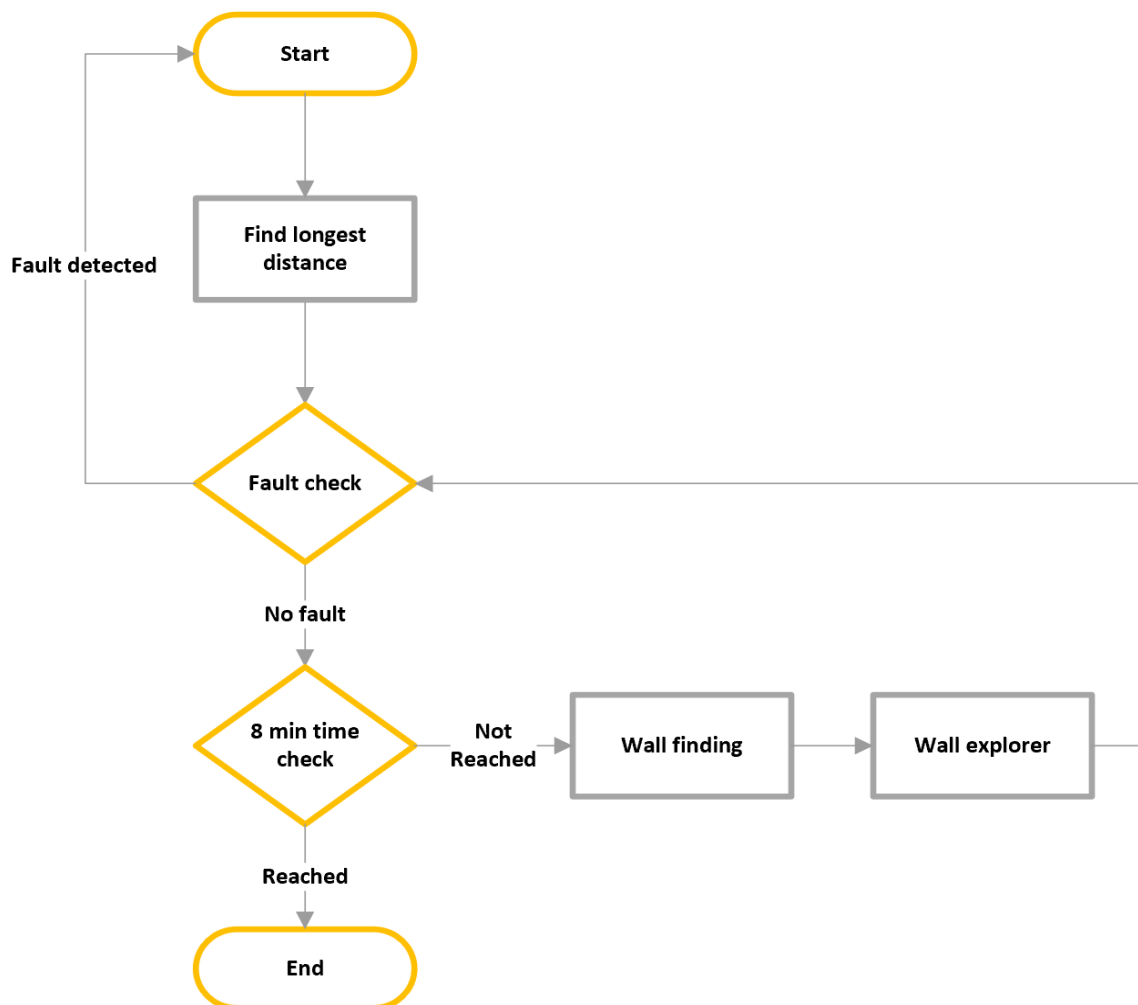 Start
Find longest
distance
Fault detected
Fault check
No fault
8 min time
check
Not
Reached
Wall finding
Wall explorer
Reached
End